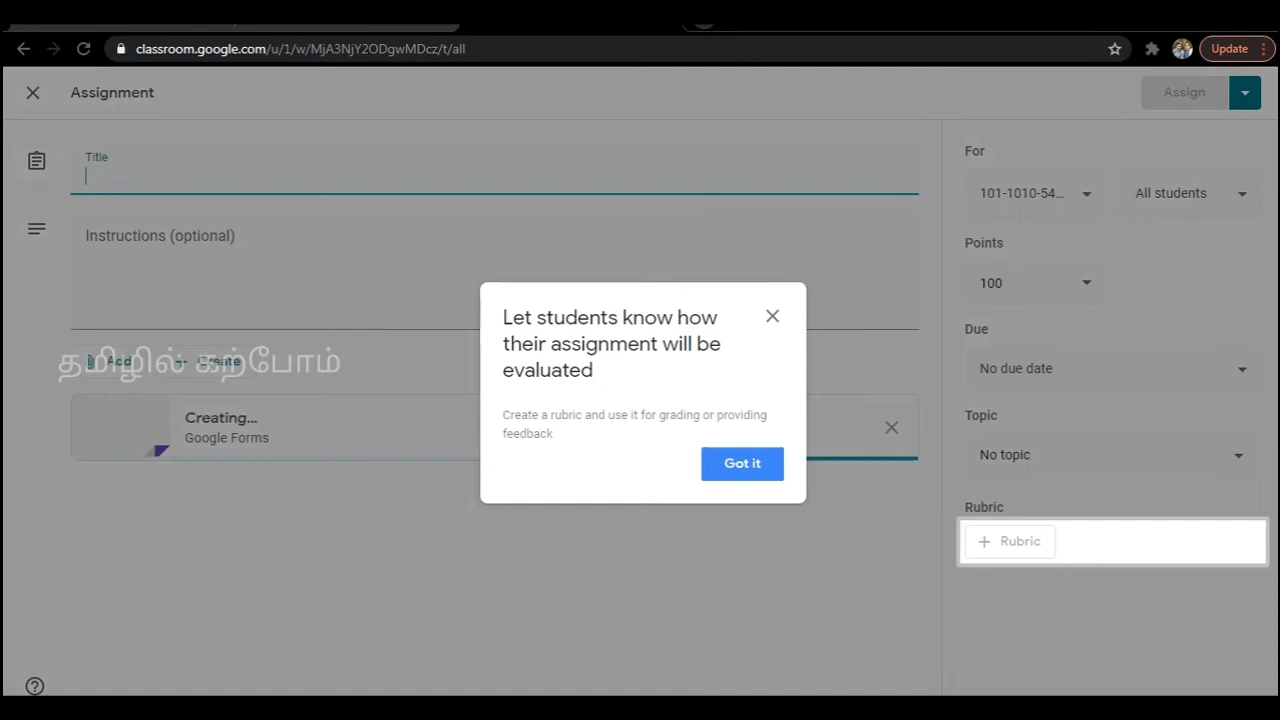 classroom.google.com/u/1/w/MjA3NjY2ODgwMDcz/t/all
Update
Assignment
Assign
Title
Instructions (optional)
Add
Create
தமிழில் கற்போம்
Creating...
Google Forms
Let students know how
their assignment will be
evaluated
Create a rubric and use it for grading or providing
feedback
Got it
For
101-1010-54...
All students
Points
100
Due
No due date
Topic
No topic
Rubric
+ Rubric